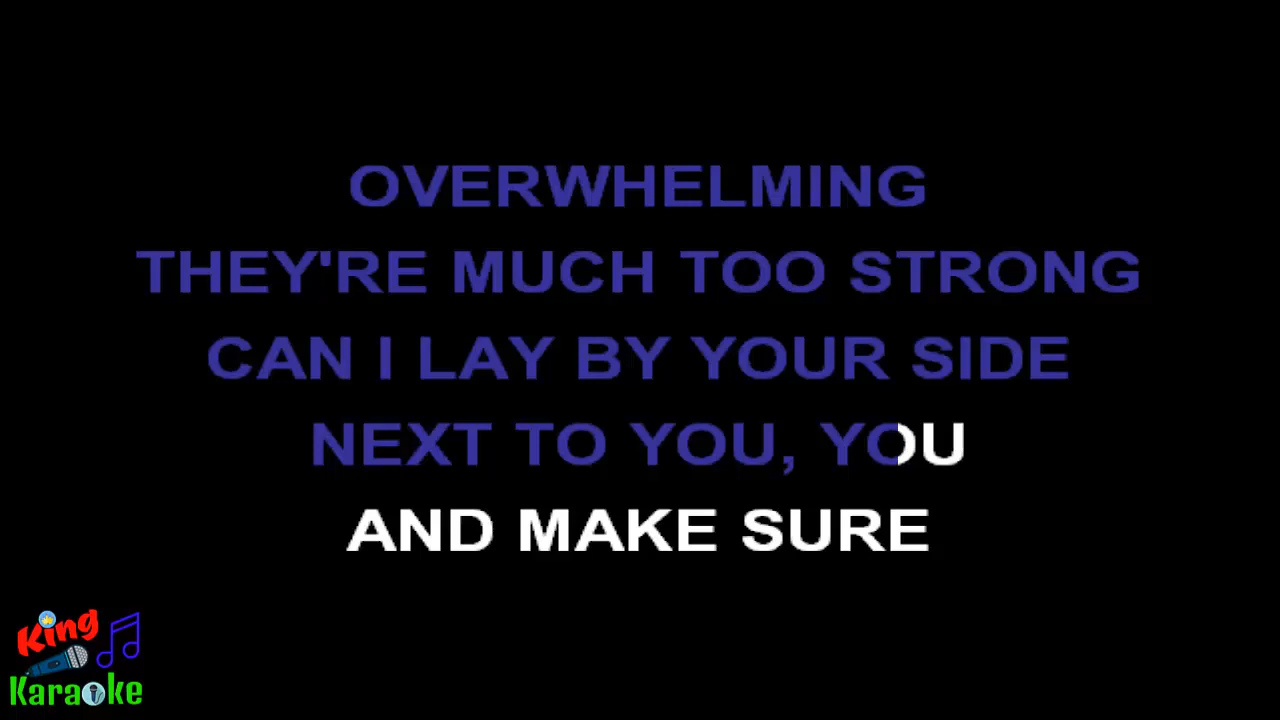 OVERWHELMING
THEY'RE MUCH TOO STRONG
CAN I LAY BY YOUR SIDE
NEXT TO YOU, YOU
AND MAKE SURE
King
Karaoke